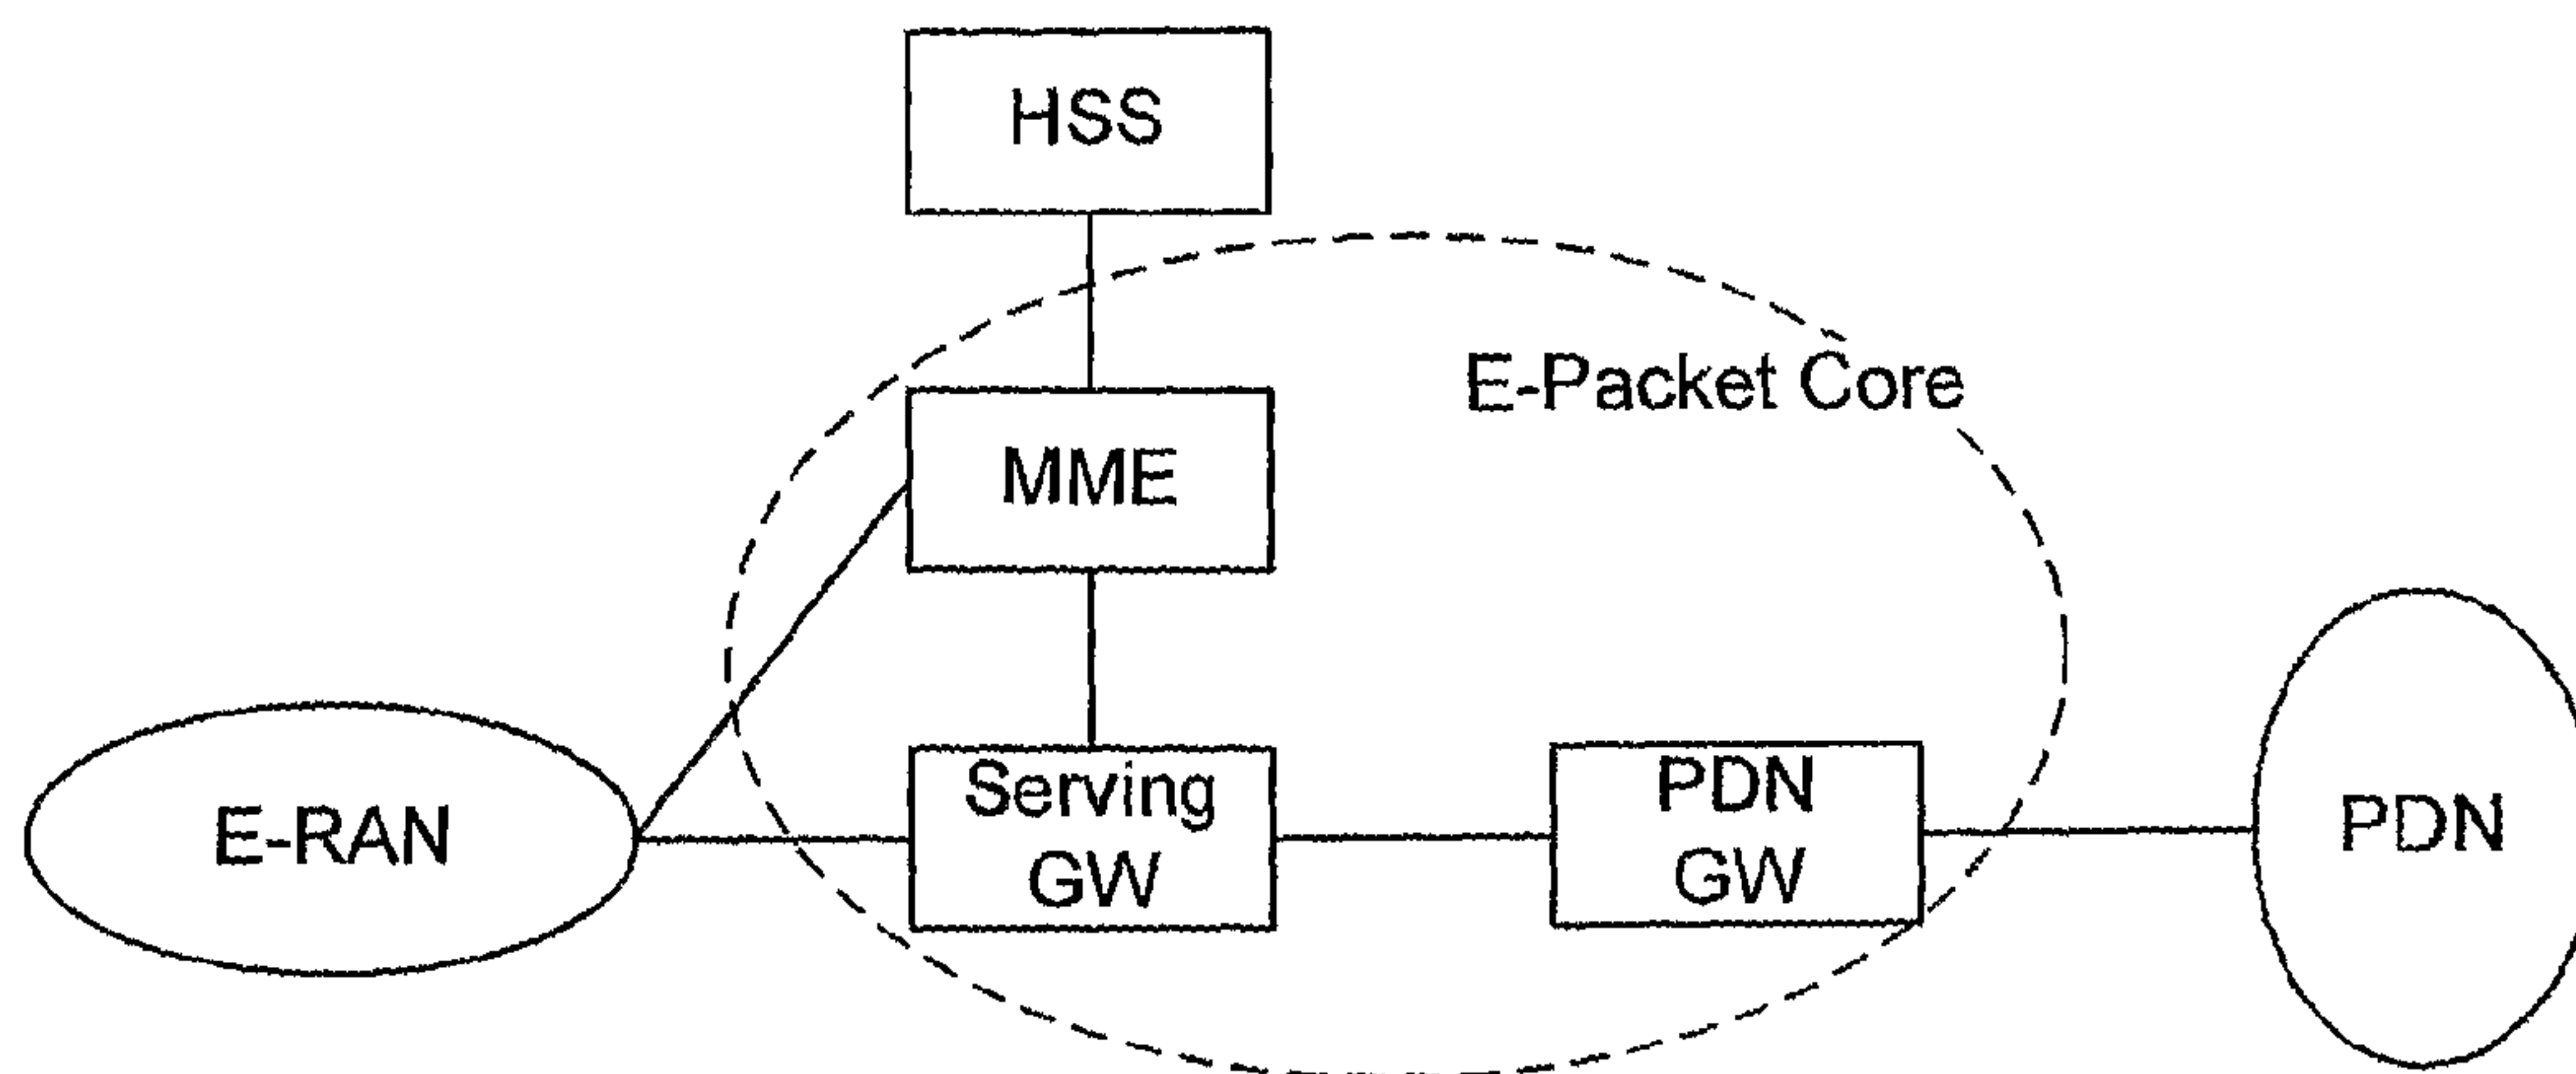 HSS
E-Packet Core
MME
E-RAN
Serving
GW
PDN
GW
PDN